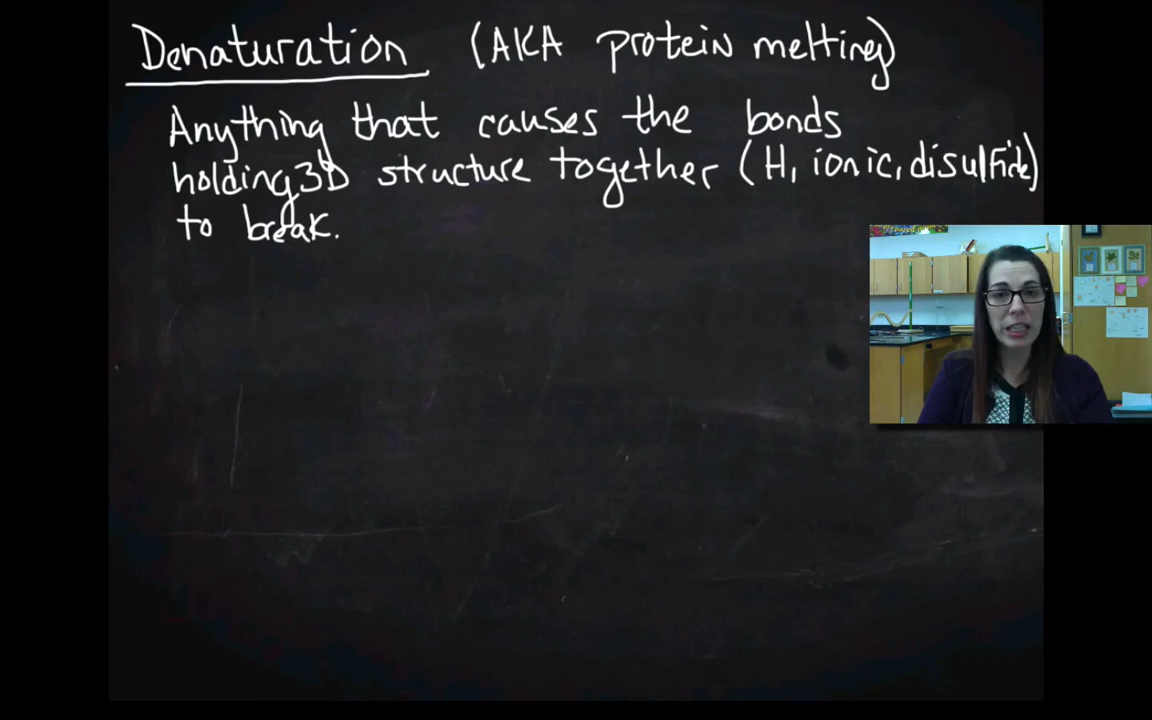 Denaturation (AKA protein melting)
Anything that causes the bonds
holding 3D structure together (H, ionic, disulfide)
to break.